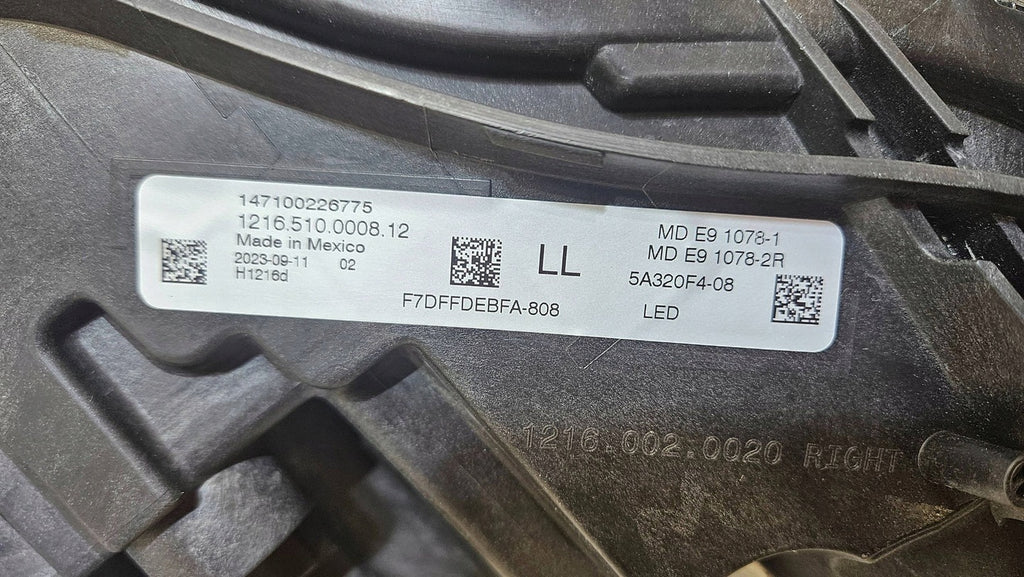 147100226775
1216.510.0008.12
Made in Mexico
2023-09-11 02
H1216d
F7DFFDEBFA-808
LL
MD E9 1078-1
MD E9 1078-2R
5A320F4-08
LED
1216.002.0020 RIGHT